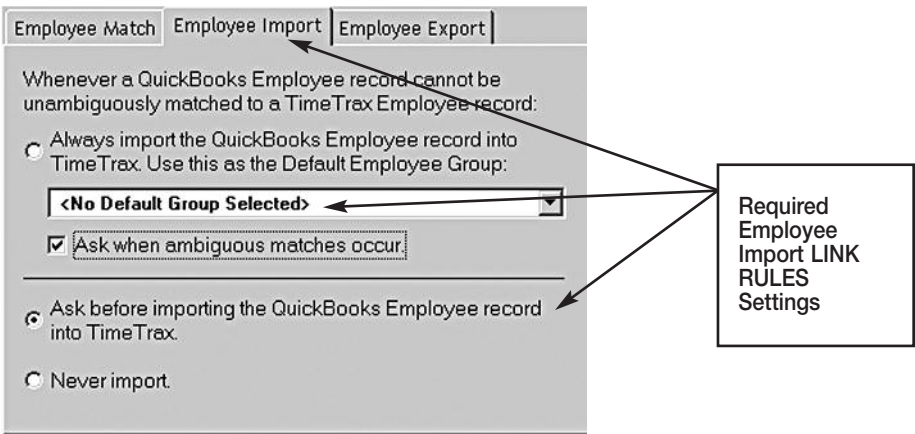 Employee Match Employee Import Employee Export
Whenever a QuickBooks Employee record cannot be
unambiguously matched to a TimeTrax Employee record:
Always import the QuickBooks Employee record into
TimeTrax. Use this as the Default Employee Group:
<No Default Group Selected>
Ask when ambiguous matches occur.
Ask before importing the QuickBooks Employee record
into TimeTrax.
Never import.
Required
Employee
Import LINK
RULES
Settings